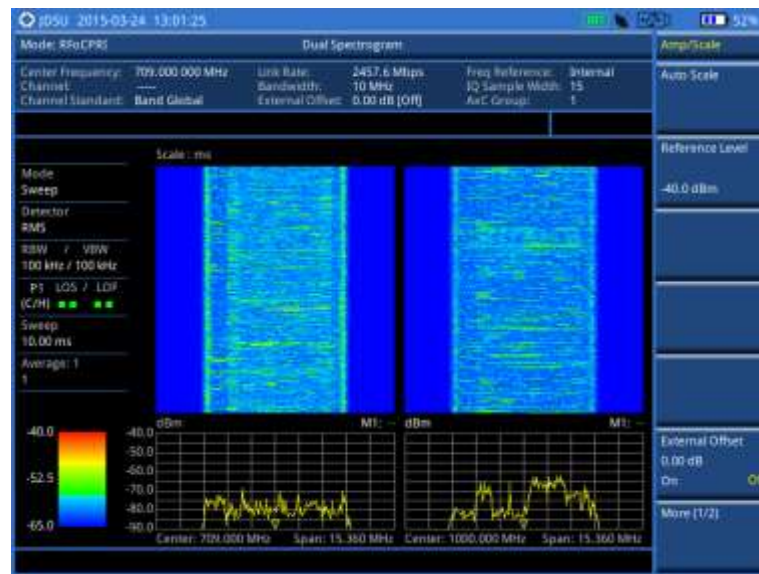 JDSU 2015-03-24 13:01:25
52%
Mode: RFoCPRI
Dual Spectrogram
Amp/Scale
Center Frequency: 709.000 000 MHz
Link Rate: 2457.6 Mbps
Freq Reference: Internal
Channel: ----
Bandwidth: 10 MHz
IQ Sample Width: 15
Channel Standard: Band Global
External Offset: 0.00 dB [Off]
AxC Group: 1
Auto Scale
Scale : ms
Reference Level
-40.0 dBm
Mode
Sweep
Detector
RMS
RBW / VBW
100 kHz / 100 kHz
P1 LOS / LOF
(C/H)
Sweep
10.00 ms
Average: 1
1
dBm M1: --
dBm M1: --
-40.0
-52.5
-65.0
-40.0
-50.0
-60.0
-70.0
-80.0
-90.0
Center: 709.000 MHz Span: 15.360 MHz
Center: 1000.000 MHz Span: 15.360 MHz
External Offset
0.00 dB
On
More (1/2)